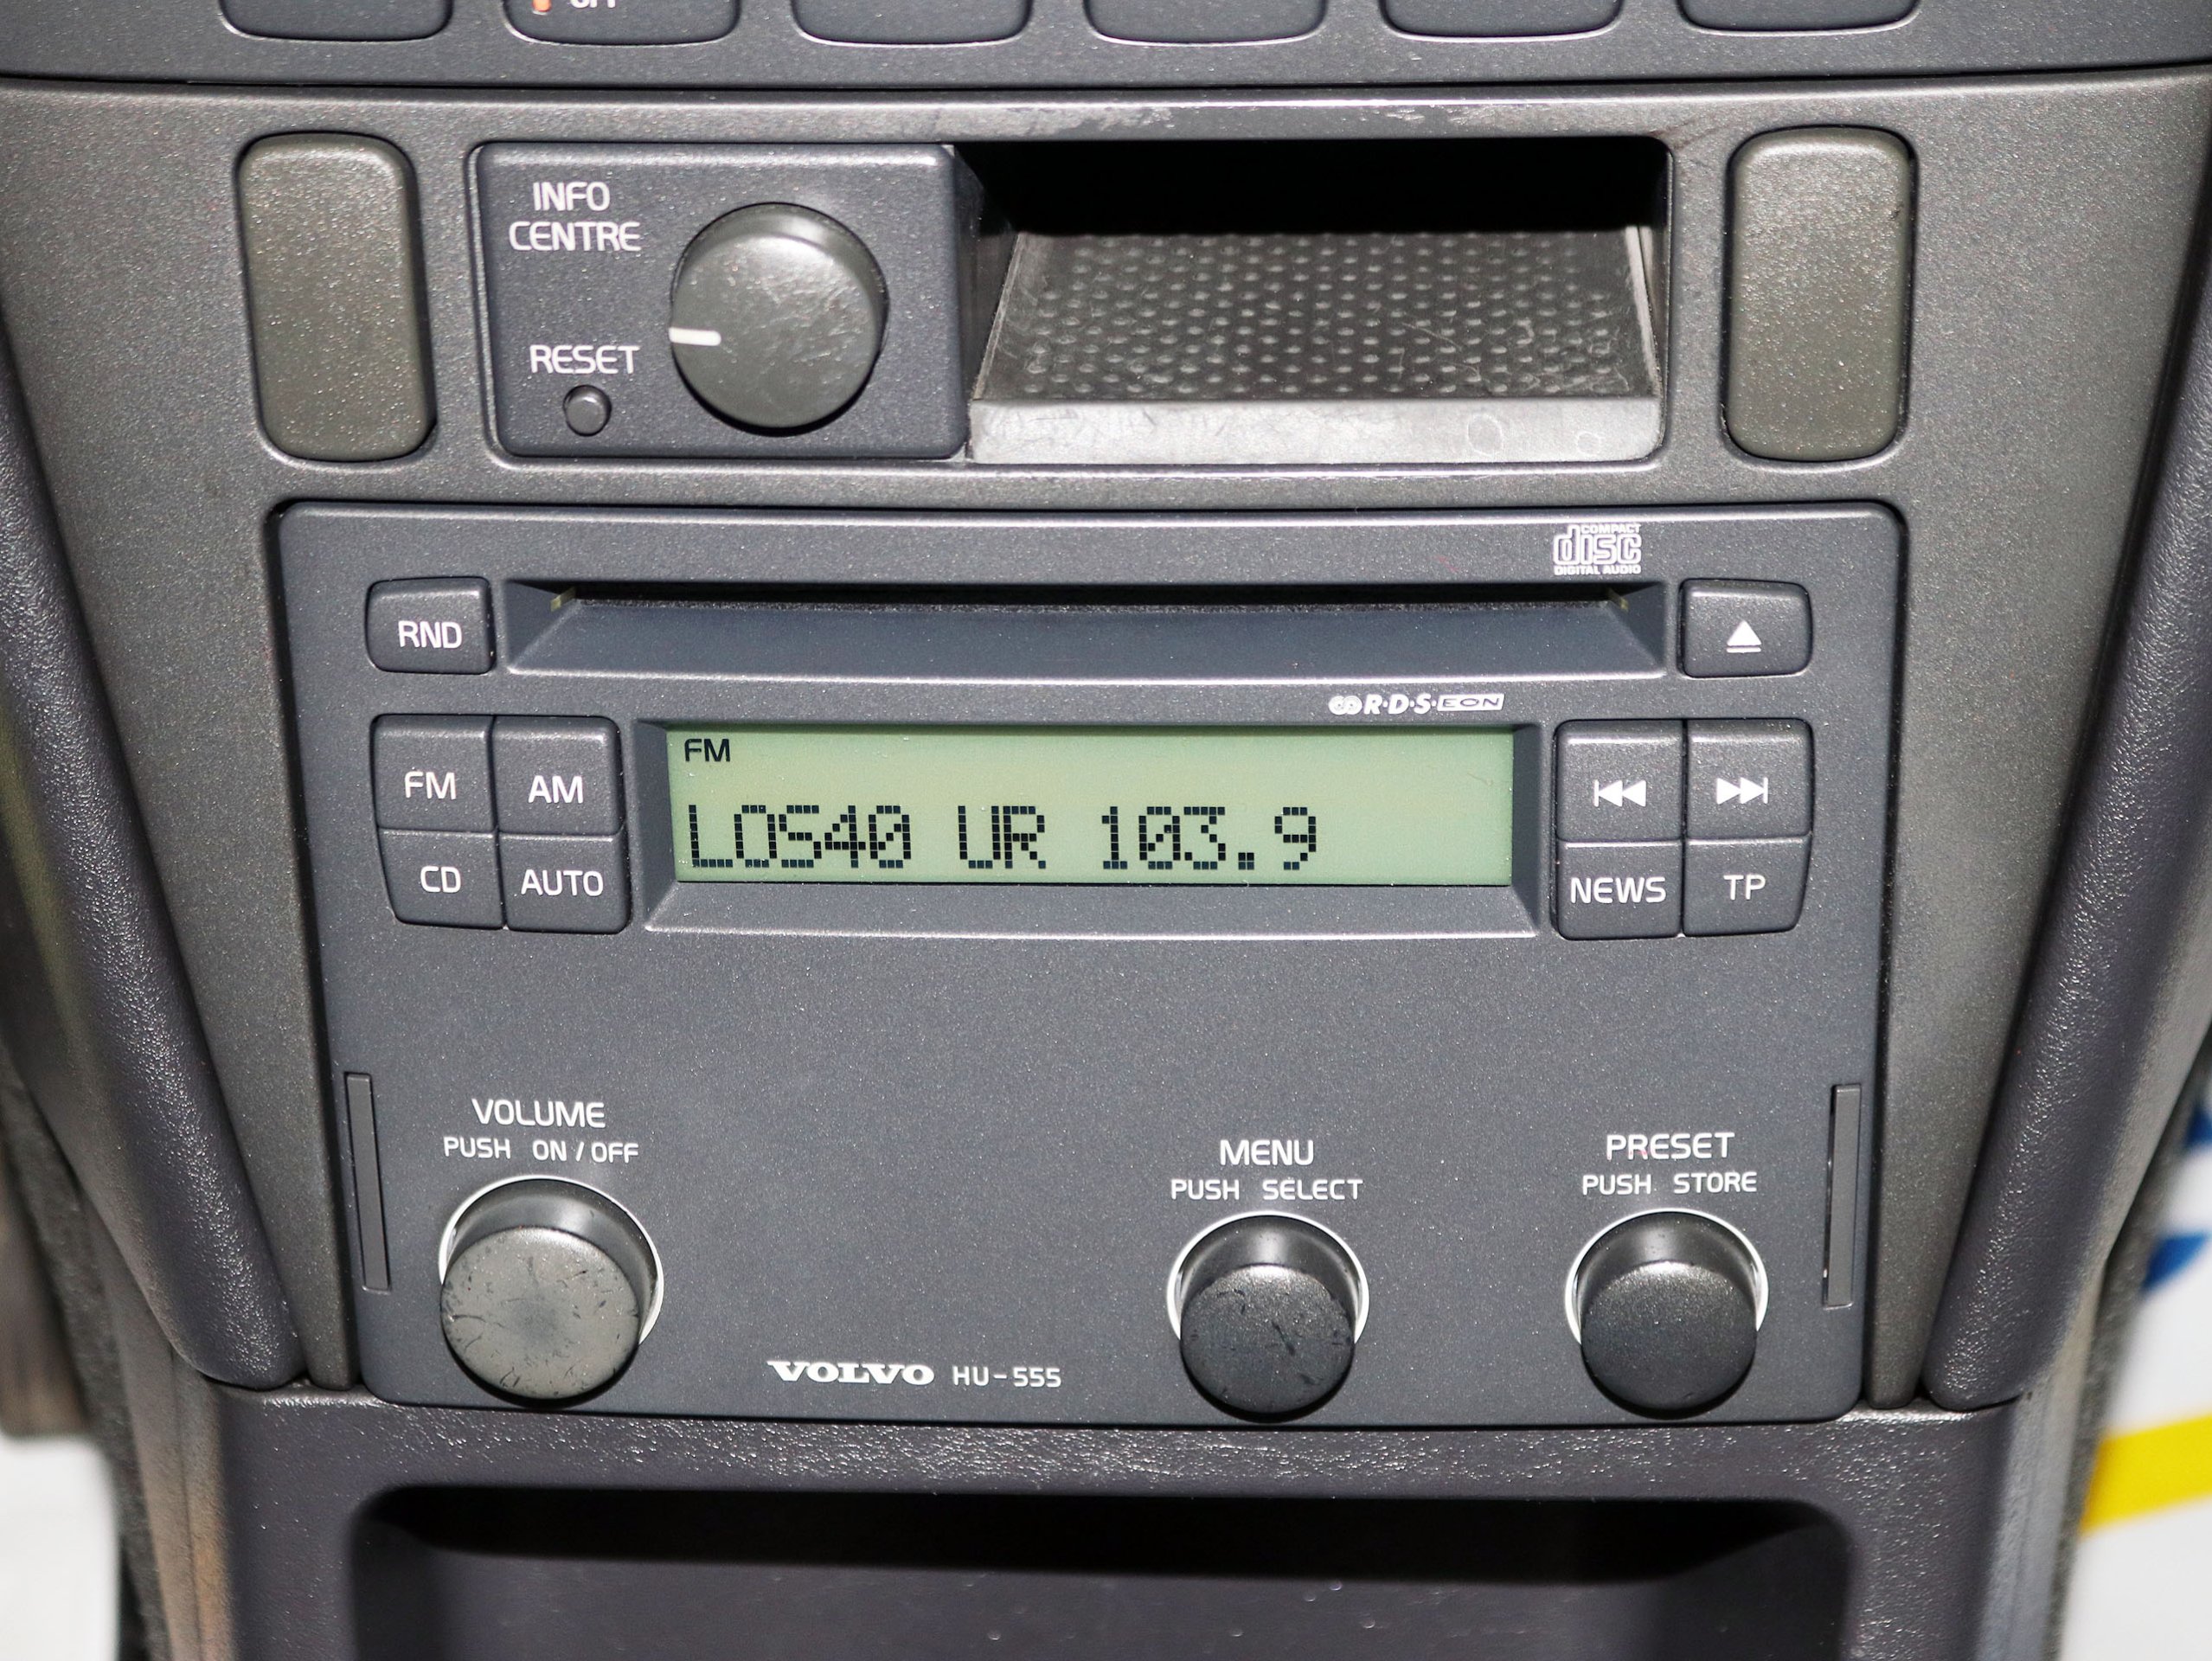 OFF
INFO
CENTRE
RESET
COMPACT
disc
DIGITAL AUDIO
RND
R·D·S·EON
FM
LOS40 UR 103.9
FM
AM
CD
AUTO
NEWS
TP
VOLUME
PUSH ON/OFF
MENU
PUSH SELECT
PRESET
PUSH STORE
VOLVO HU-555